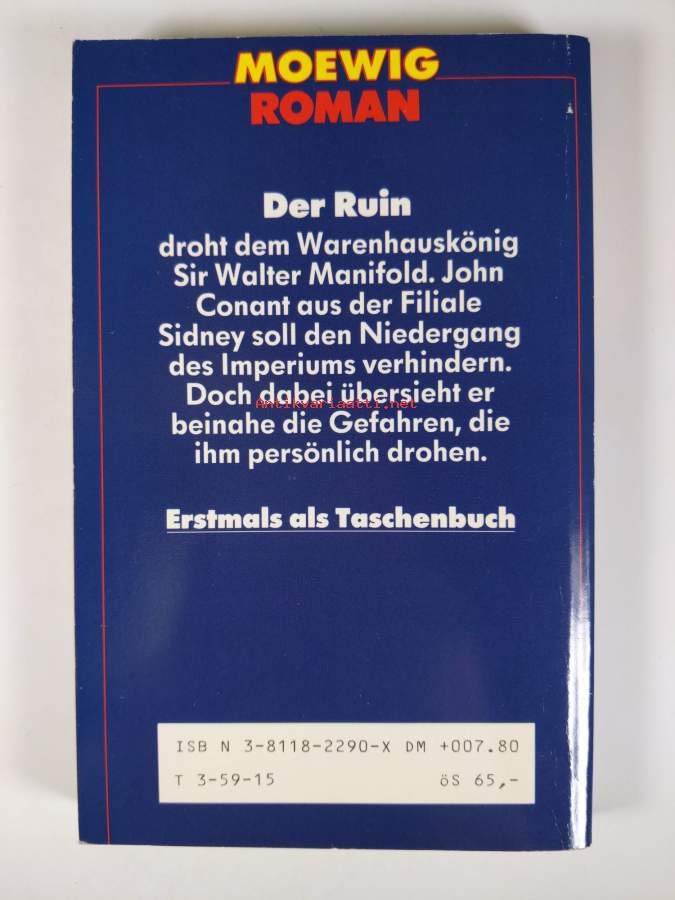 MOEWIG
ROMAN
Der Ruin
droht dem Warenhauskönig
Sir Walter Manifold. John
Conant aus der Filiale
Sidney soll den Niedergang
des Imperiums verhindern.
Doch dabei übersieht er
Antikvariaatti.net
beinahe die Gefahren, die
ihm persönlich drohen.
Erstmals als Taschenbuch
ISB N 3-8118-2290-X DM +007.80
T 3-59-15 öS 65,-